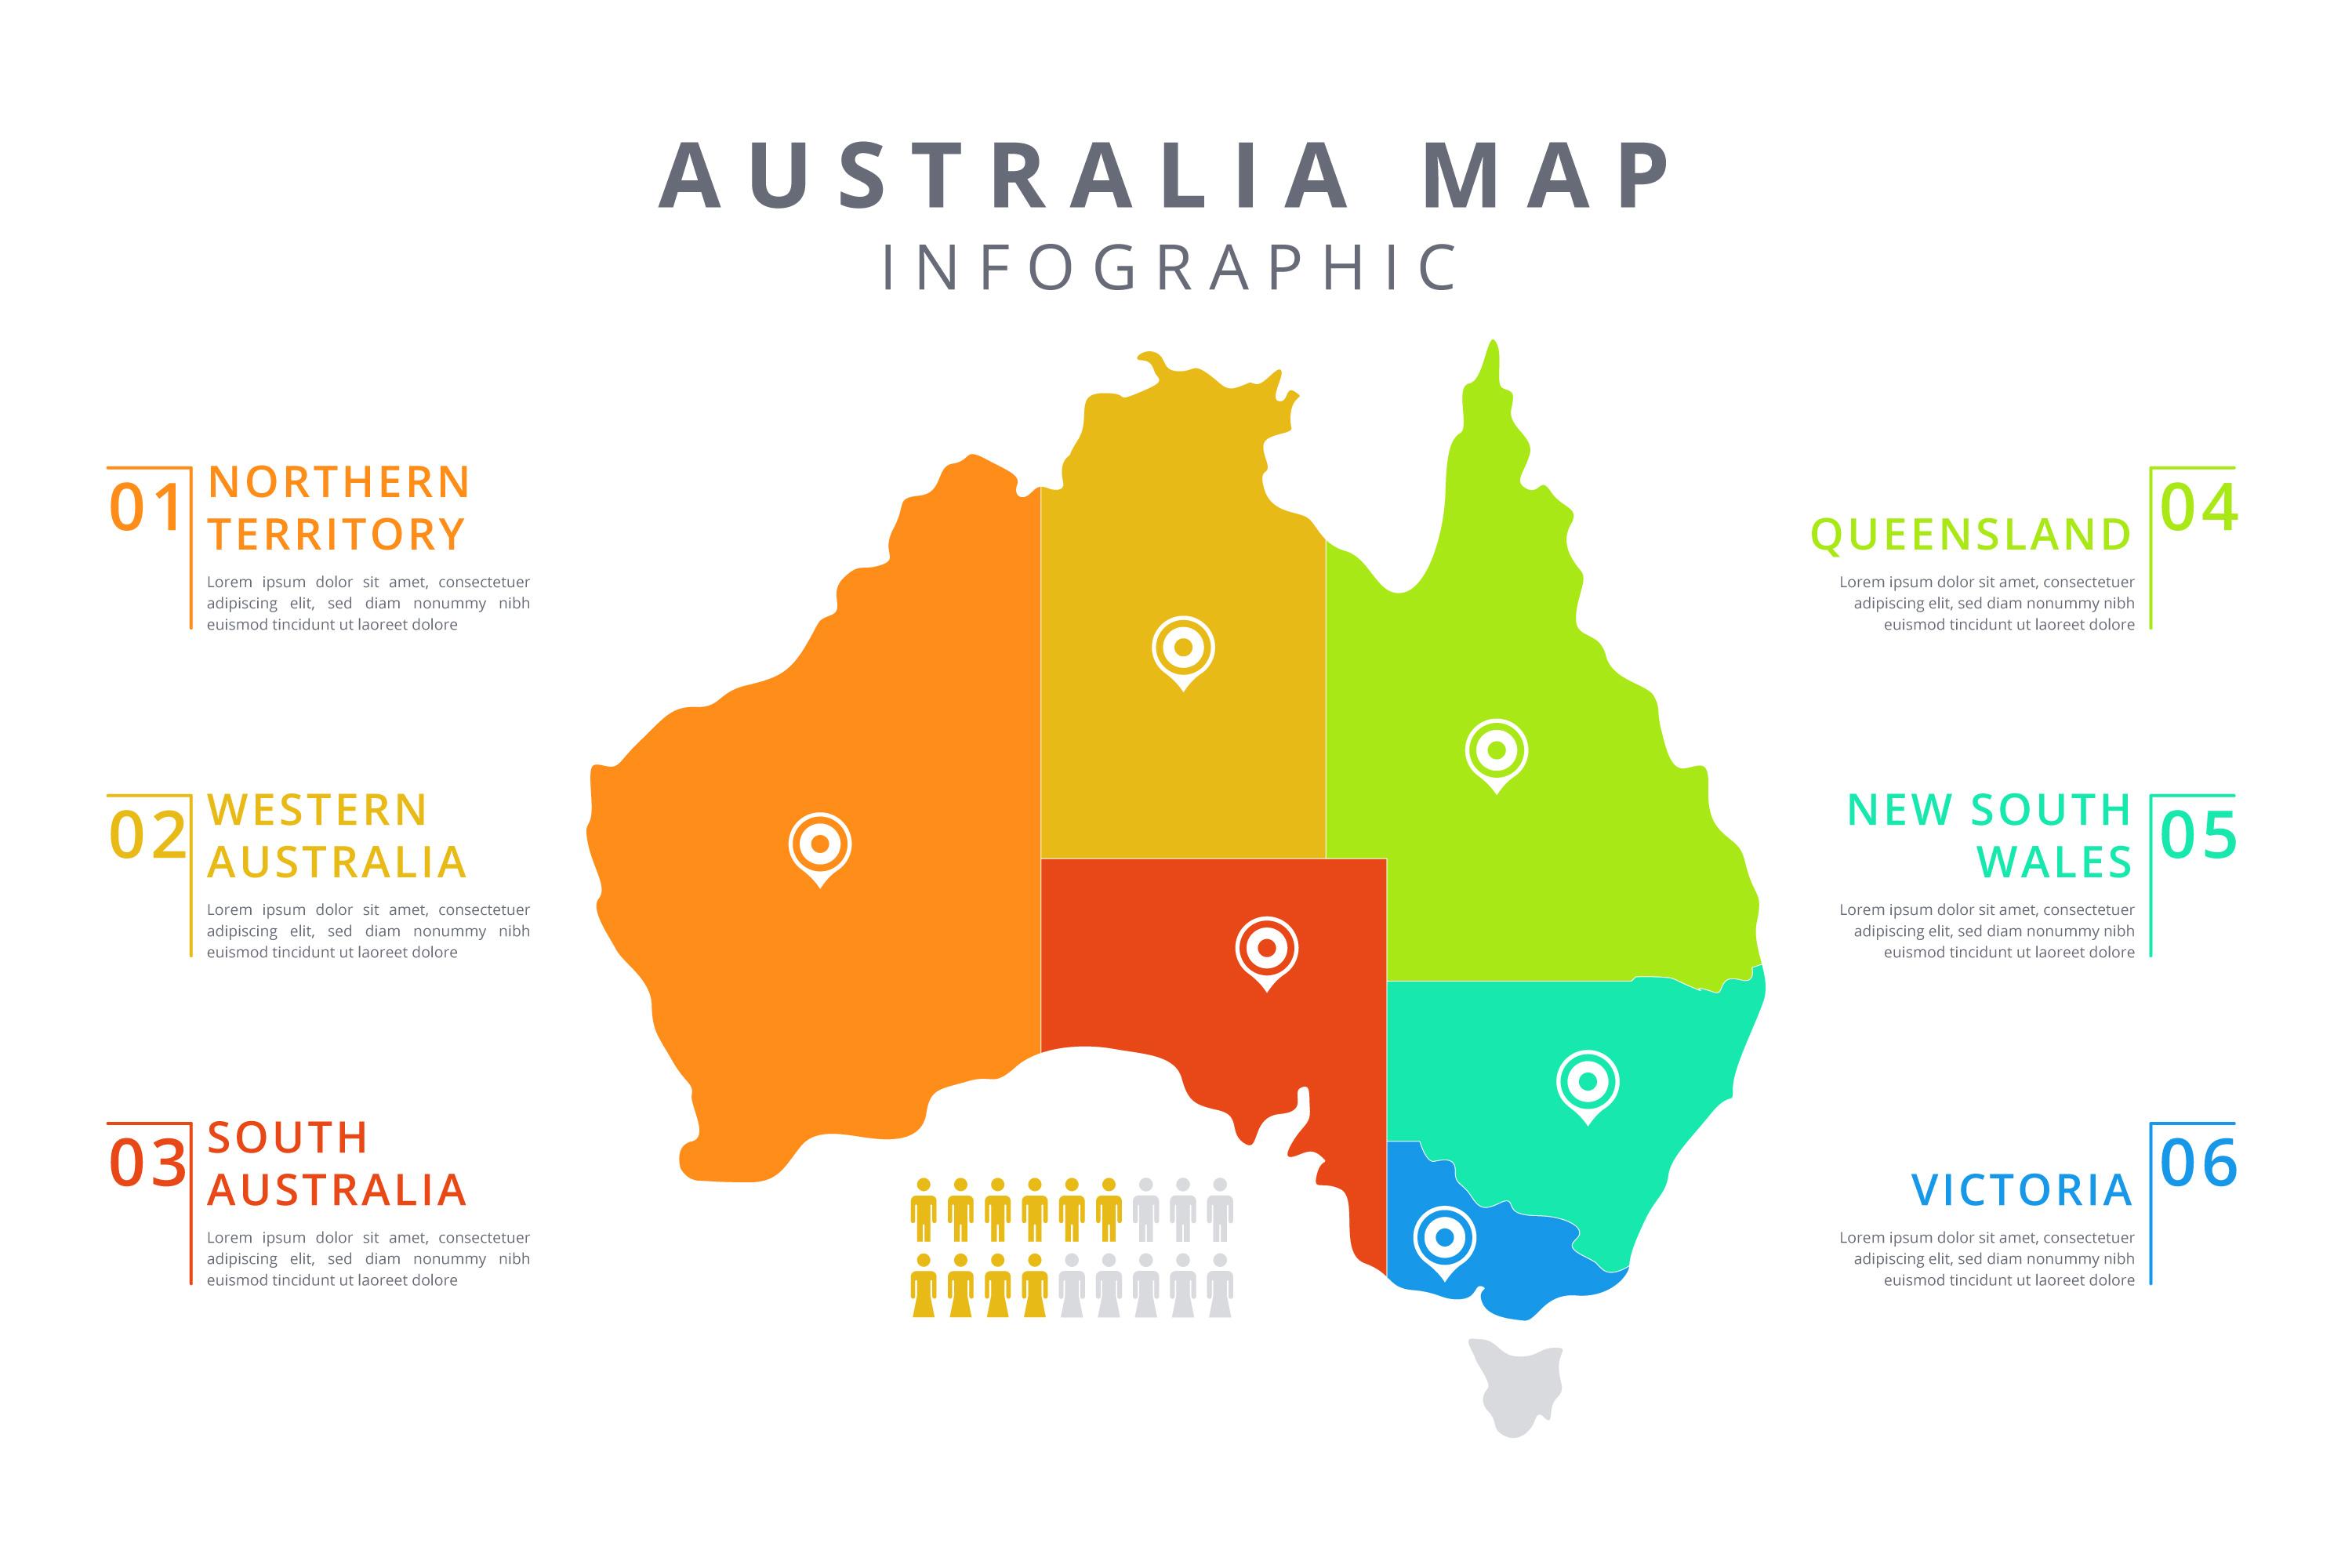 AUSTRALIA MAP
INFOGRAPHIC
01
NORTHERN
TERRITORY
Lorem ipsum dolor sit amet, consectetuer
adipiscing elit, sed diam nonummy nibh
euismod tincidunt ut laoreet dolore
02
WESTERN
AUSTRALIA
Lorem ipsum dolor sit amet, consectetuer
adipiscing elit, sed diam nonummy nibh
euismod tincidunt ut laoreet dolore
03
SOUTH
AUSTRALIA
Lorem ipsum dolor sit amet, consectetuer
adipiscing elit, sed diam nonummy nibh
euismod tincidunt ut laoreet dolore
04
QUEENSLAND
Lorem ipsum dolor sit amet, consectetuer
adipiscing elit, sed diam nonummy nibh
euismod tincidunt ut laoreet dolore
05
NEW SOUTH
WALES
Lorem ipsum dolor sit amet, consectetuer
adipiscing elit, sed diam nonummy nibh
euismod tincidunt ut laoreet dolore
06
VICTORIA
Lorem ipsum dolor sit amet, consectetuer
adipiscing elit, sed diam nonummy nibh
euismod tincidunt ut laoreet dolore